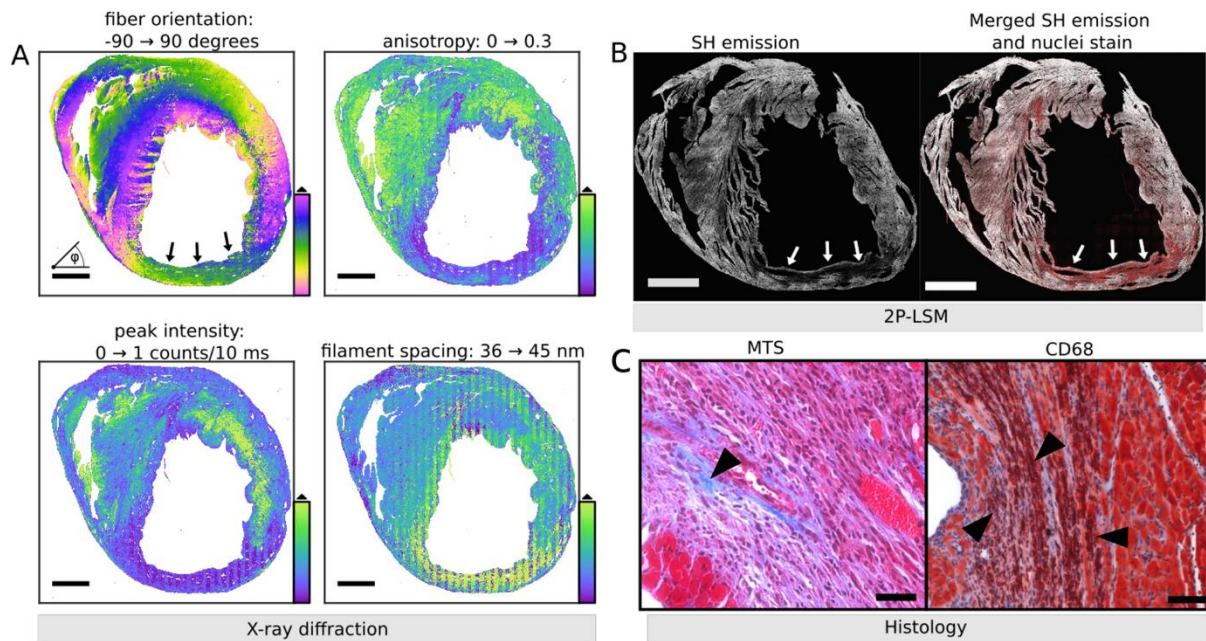 A
fiber orientation:
-90 → 90 degrees
anisotropy: 0 → 0.3
φ
peak intensity:
0 → 1 counts/10 ms
filament spacing: 36 → 45 nm
X-ray diffraction
B
SH emission
Merged SH emission
and nuclei stain
2P-LSM
C
MTS
CD68
Histology